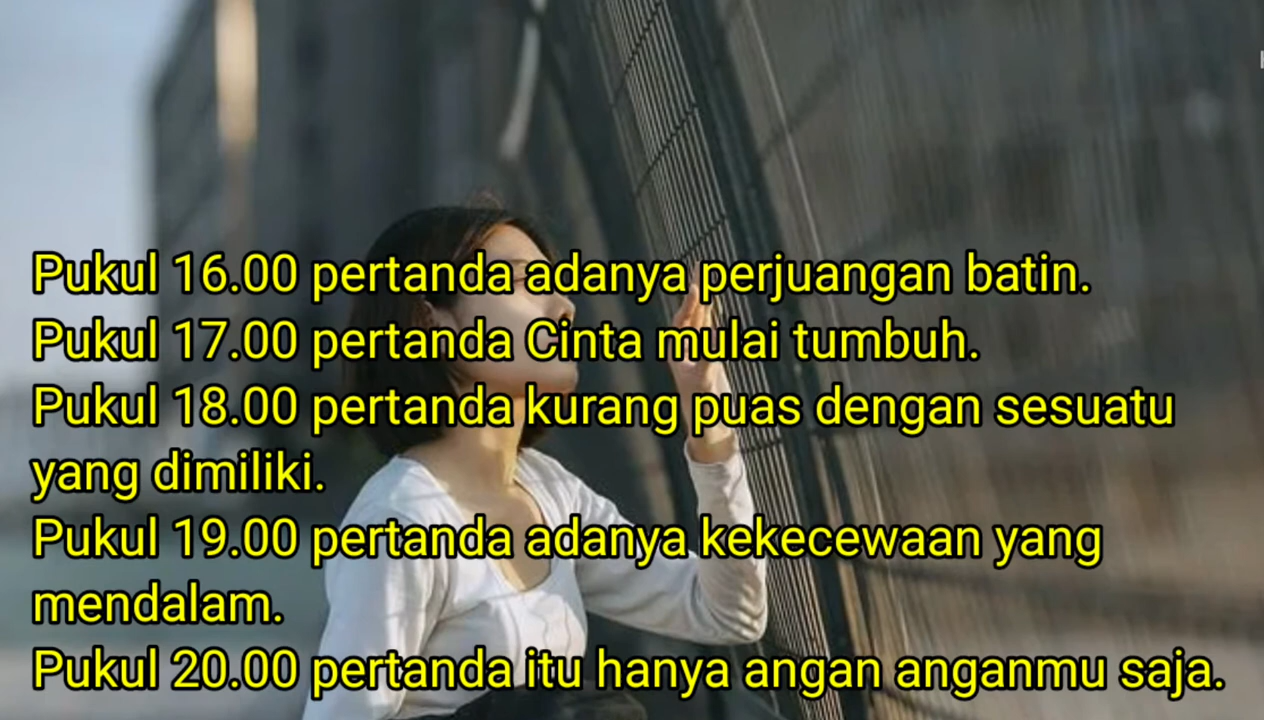 Pukul 16.00 pertanda adanya perjuangan batin.
Pukul 17.00 pertanda Cinta mulai tumbuh.
Pukul 18.00 pertanda kurang puas dengan sesuatu
yang dimiliki.
Pukul 19.00 pertanda adanya kekecewaan yang
mendalam.
Pukul 20.00 pertanda itu hanya angan anganmu saja.